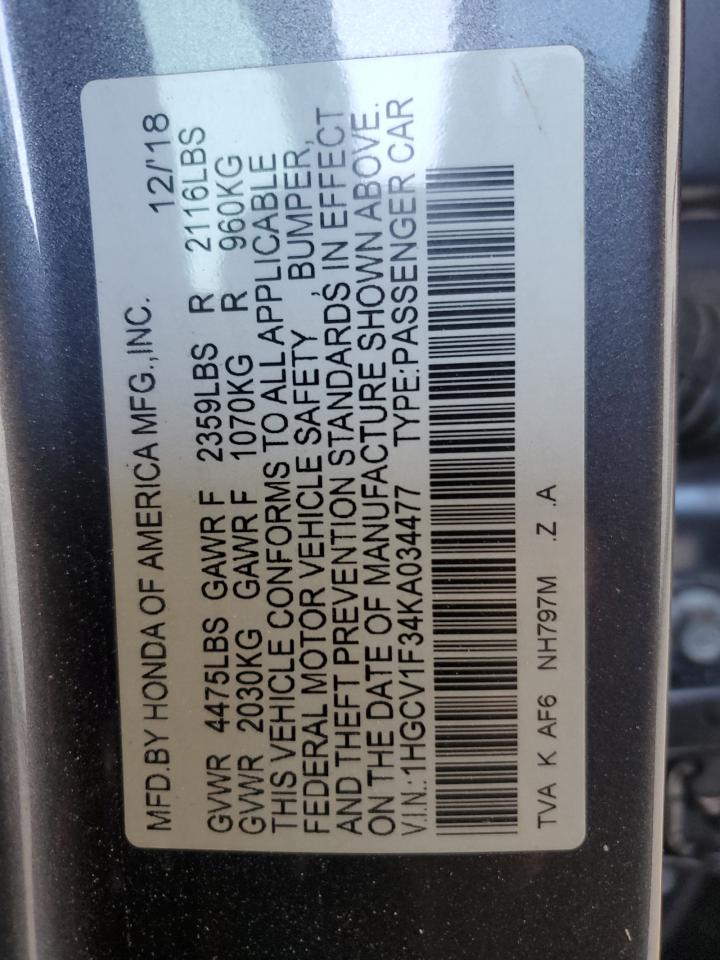 MFD.BY HONDA OF AMERICA MFG.,INC. 12/'18
GVWR 4475LBS GAWR F 2359LBS R 2116LBS
GVWR 2030KG GAWR F 1070KG R 960KG
THIS VEHICLE CONFORMS TO ALL APPLICABLE
FEDERAL MOTOR VEHICLE SAFETY, BUMPER,
AND THEFT PREVENTION STANDARDS IN EFFECT
ON THE DATE OF MANUFACTURE SHOWN ABOVE.
V.I.N.:1HGCV1F34KA034477 TYPE:PASSENGER CAR
TVA K AF6 NH797M .Z .A